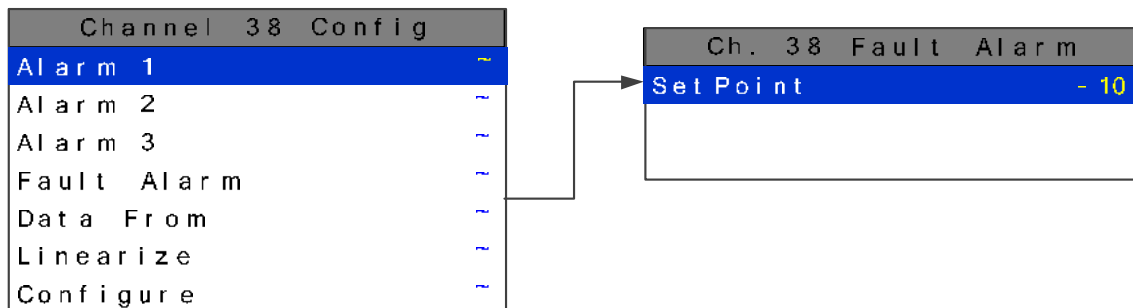 Channel 38 Config
Alarm 1 ~
Alarm 2 ~
Alarm 3 ~
Fault Alarm ~
Data From ~
Linearize ~
Configure ~
Ch. 38 Fault Alarm
Set Point - 10